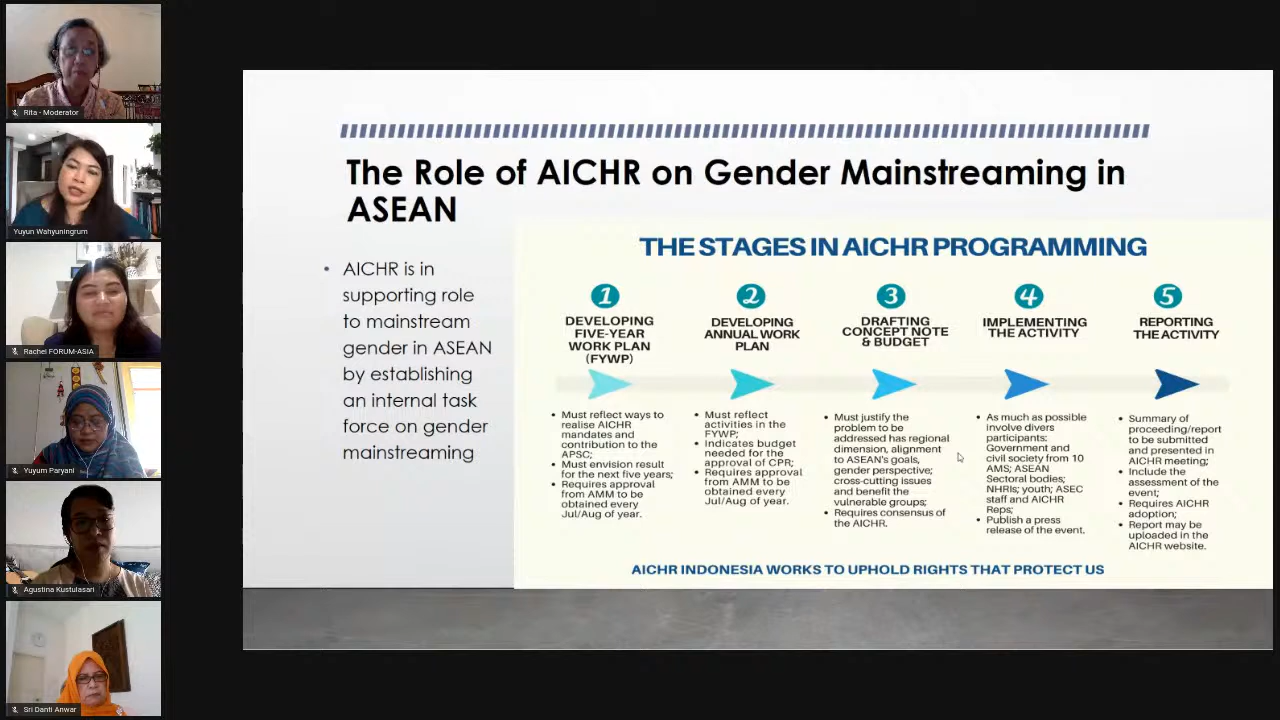 Rita - Moderator
Yuyun Wahyuningrum
Rachel FORUM-ASIA
Yuyum Paryani
Agustina Kustulasari
Sri Danti Anwar
The Role of AICHR on Gender Mainstreaming in
ASEAN
• AICHR is in
supporting role
to mainstream
gender in ASEAN
by establishing
an internal task
force on gender
mainstreaming
THE STAGES IN AICHR PROGRAMMING
1
DEVELOPING
FIVE-YEAR
WORK PLAN
(FYWP)
• Must reflect ways to
realise AICHR
mandates and
contribution to the
APSC;
• Must envision result
for the next five years;
• Requires approval
from AMM to be
obtained every
Jul/Aug of year.
2
DEVELOPING
ANNUAL WORK
PLAN
• Must reflect
activities in the
FYWP;
• Indicates budget
needed for the
approval of CPR;
• Requires approval
from AMM to be
obtained every
Jul/Aug of year.
3
DRAFTING
CONCEPT NOTE
& BUDGET
• Must justify the
problem to be
addressed has regional
dimension, alignment
to ASEAN's goals,
gender perspective;
cross-cutting issues
and benefit the
vulnerable groups;
• Requires consensus of
the AICHR.
4
IMPLEMENTING
THE ACTIVITY
• As much as possible
involve divers
participants:
Government and
civil society from 10
AMS; ASEAN
Sectoral bodies;
NHRIs; youth; ASEC
staff and AICHR
Reps;
• Publish a press
release of the event.
5
REPORTING
THE ACTIVITY
• Summary of
proceeding/report
to be submitted
and presented in
AICHR meeting;
• Include the
assessment of the
event;
• Requires AICHR
adoption;
• Report may be
uploaded in the
AICHR website.
AICHR INDONESIA WORKS TO UPHOLD RIGHTS THAT PROTECT US